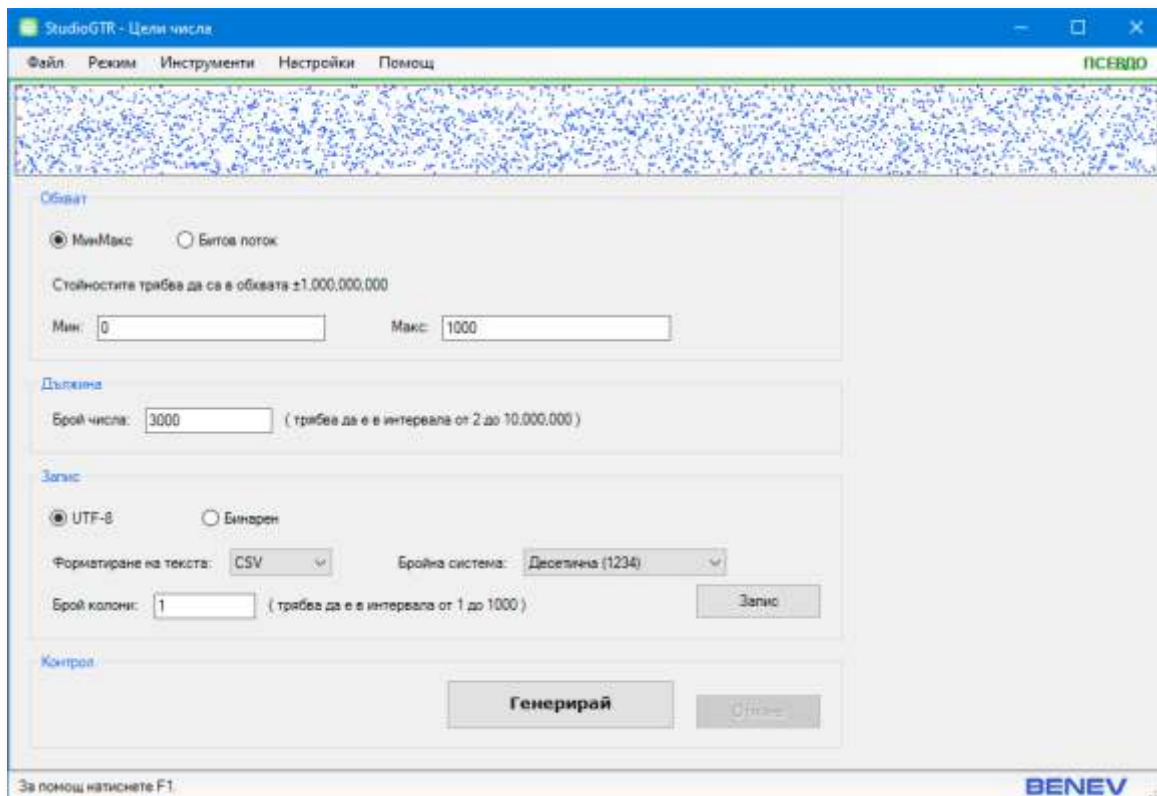 StudioGTR - Цели числа
Файл Режим Инструменти Настройки Помощ ПСЕВДО
Обхват
МинМакс Битов поток
Стойностите трябва да са в обхвата ±1,000,000,000
Мин: 0 Макс: 1000
Дължина
Брой числа: 3000 ( трябва да е в интервала от 2 до 10,000,000 )
Запис
UTF-8 Бинарен
Форматиране на текста: CSV Бройна система: Десетична (1234)
Брой колони: 1 ( трябва да е в интервала от 1 до 1000 ) Запис
Контрол
Генерирай
За помощ натиснете F1
BENEV